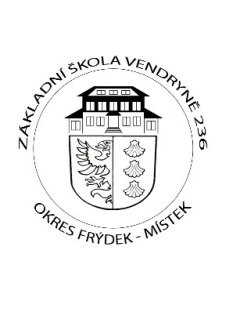 ZÁKLADNÍ ŠKOLA VENDRYNĚ 236
OKRES FRÝDEK - MÍSTEK